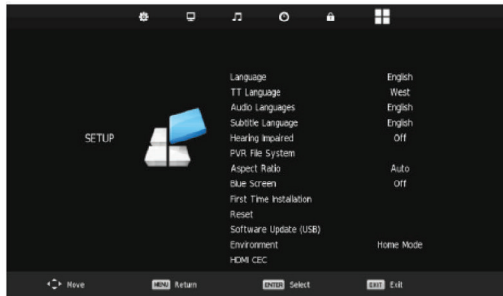 SETUP
Language English
TT Language West
Audio Languages English
Subtitle Language English
Hearing Impaired Off
PVR File System
Aspect Ratio Auto
Blue Screen Off
First Time Installation
Reset
Software Update (USB)
Environment Home Mode
HDMI CEC
Move MENU Return ENTER Select EXIT Exit